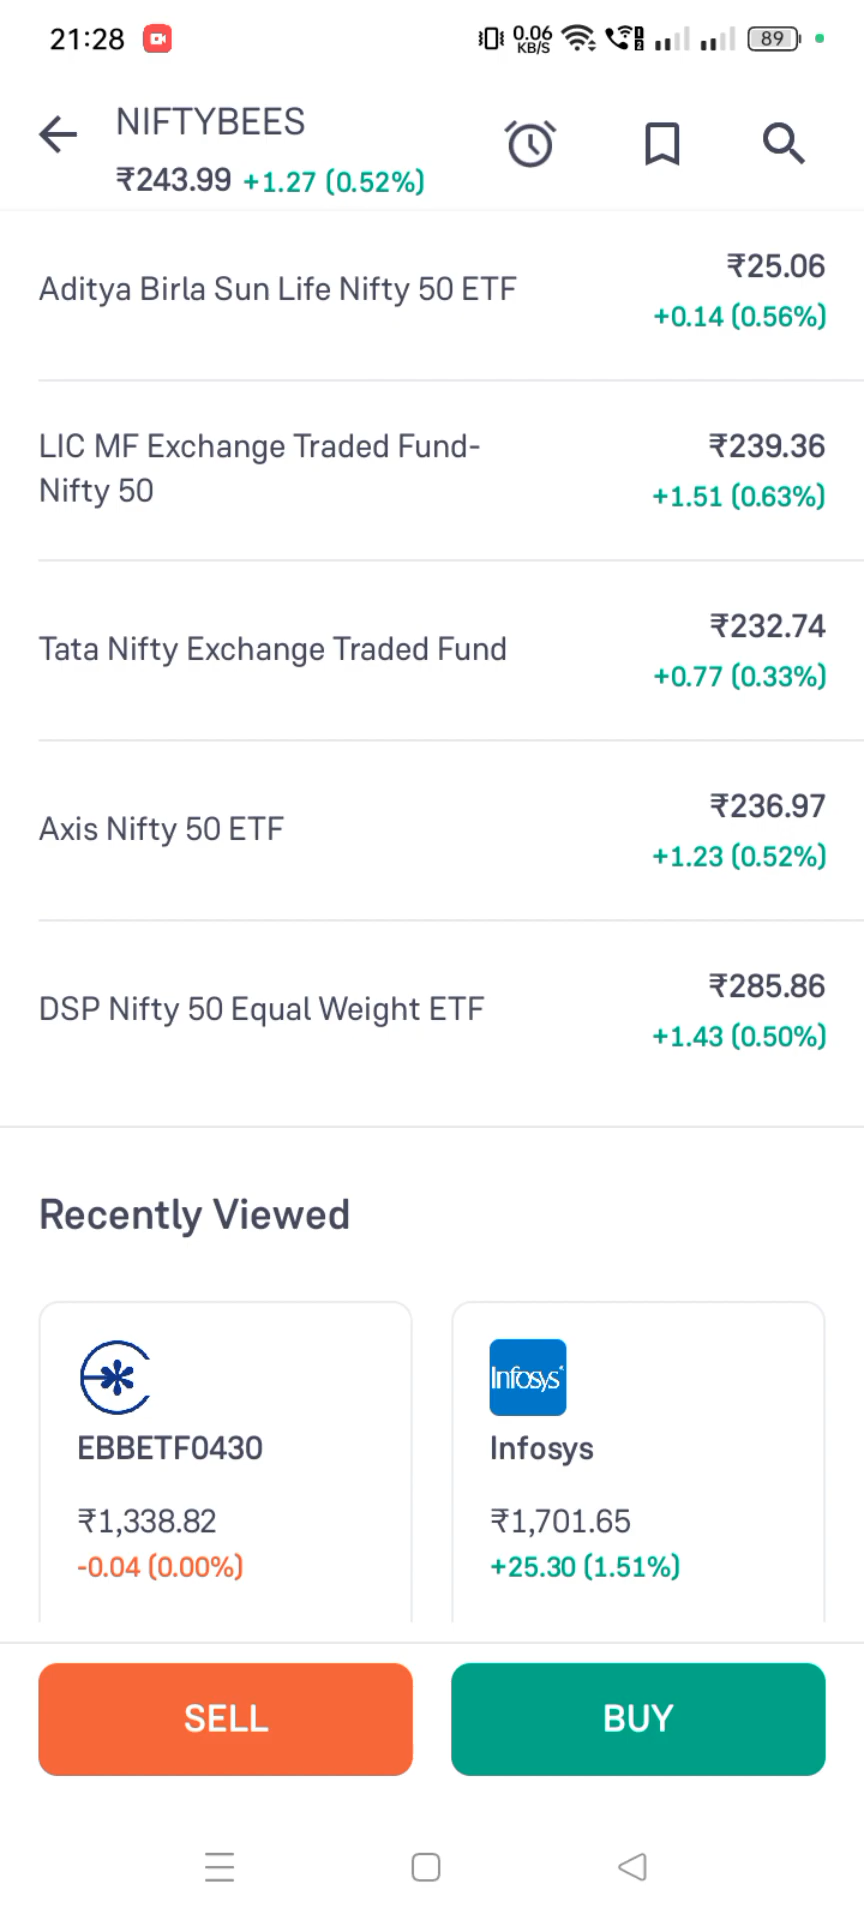 21:28
0.06
KB/S
1
2
89
NIFTYBEES
₹243.99 +1.27 (0.52%)
Aditya Birla Sun Life Nifty 50 ETF
₹25.06
+0.14 (0.56%)
LIC MF Exchange Traded Fund-
Nifty 50
₹239.36
+1.51 (0.63%)
Tata Nifty Exchange Traded Fund
₹232.74
+0.77 (0.33%)
Axis Nifty 50 ETF
₹236.97
+1.23 (0.52%)
DSP Nifty 50 Equal Weight ETF
₹285.86
+1.43 (0.50%)
Recently Viewed
EBBETF0430
₹1,338.82
-0.04 (0.00%)
Infosys
Infosys
₹1,701.65
+25.30 (1.51%)
SELL
BUY